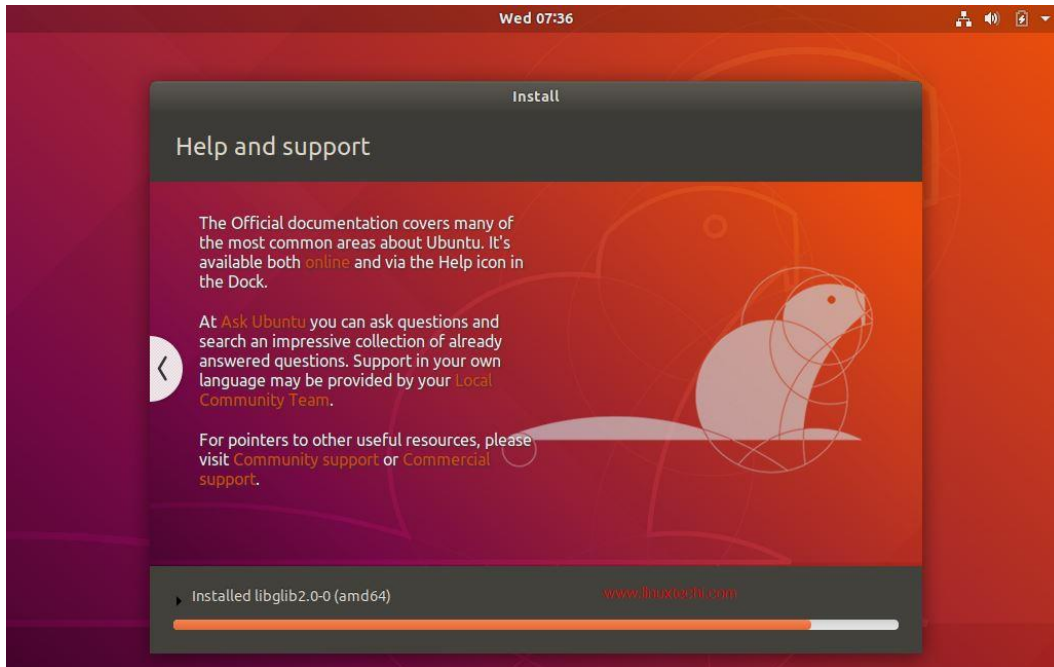 Wed 07:36
Install
Help and support
The Official documentation covers many of
the most common areas about Ubuntu. It's
available both online and via the Help icon in
the Dock.
At Ask Ubuntu you can ask questions and
search an impressive collection of already
answered questions. Support in your own
language may be provided by your Local
Community Team.
For pointers to other useful resources, please
visit Community support or Commercial
support.
Installed libglib2.0-0 (amd64)
www.linuxtechi.com